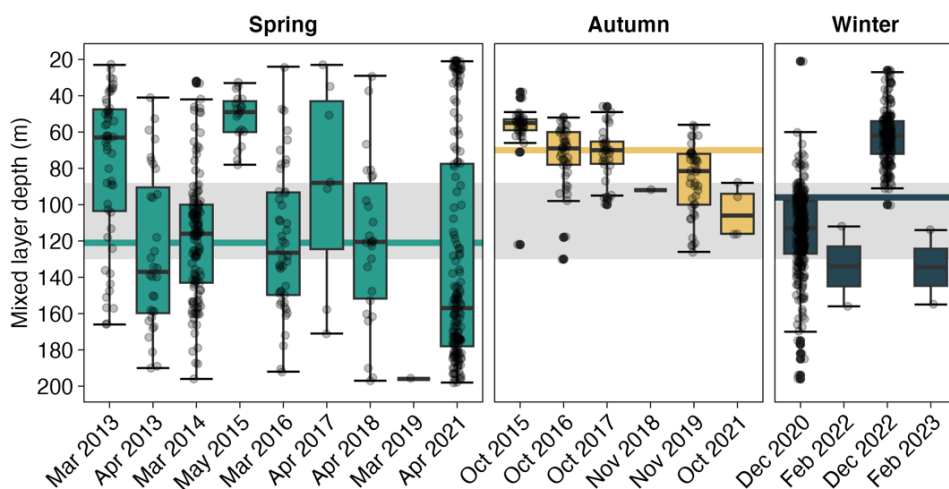 Spring
Autumn
Winter
Mixed layer depth (m)
20
40
60
80
100
120
140
160
180
200
Mar 2013
Apr 2013
Mar 2014
May 2015
Mar 2016
Apr 2017
Apr 2018
Mar 2019
Apr 2021
Oct 2015
Oct 2016
Oct 2017
Nov 2018
Nov 2019
Oct 2021
Dec 2020
Feb 2022
Dec 2022
Feb 2023